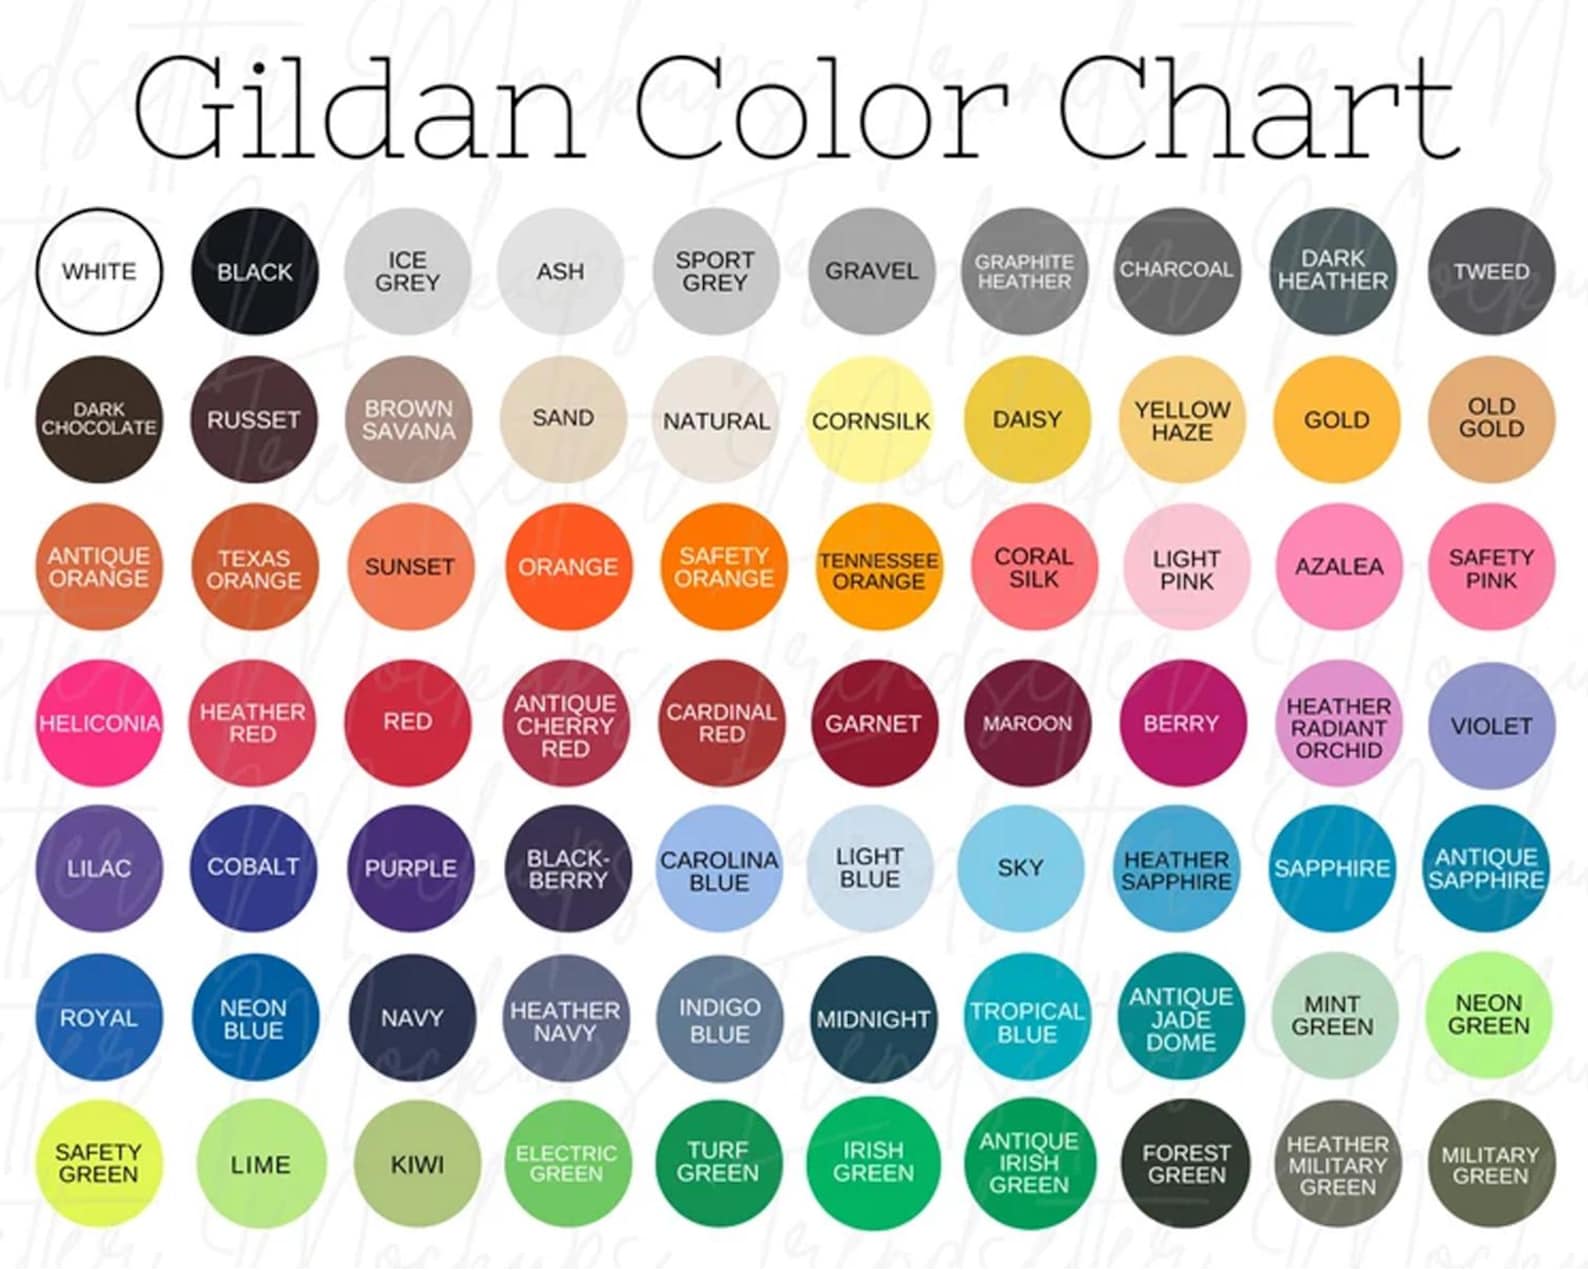 Gildan Color Chart
WHITE
BLACK
ICE
GREY
ASH
SPORT
GREY
GRAVEL
GRAPHITE
HEATHER
CHARCOAL
DARK
HEATHER
TWEED
DARK
CHOCOLATE
RUSSET
BROWN
SAVANA
SAND
NATURAL
CORNSILK
DAISY
YELLOW
HAZE
GOLD
OLD
GOLD
ANTIQUE
ORANGE
TEXAS
ORANGE
SUNSET
ORANGE
SAFETY
ORANGE
TENNESSEE
ORANGE
CORAL
SILK
LIGHT
PINK
AZALEA
SAFETY
PINK
HELICONIA
HEATHER
RED
RED
ANTIQUE
CHERRY
RED
CARDINAL
RED
GARNET
MAROON
BERRY
HEATHER
RADIANT
ORCHID
VIOLET
LILAC
COBALT
PURPLE
BLACK-
BERRY
CAROLINA
BLUE
LIGHT
BLUE
SKY
HEATHER
SAPPHIRE
SAPPHIRE
ANTIQUE
SAPPHIRE
ROYAL
NEON
BLUE
NAVY
HEATHER
NAVY
INDIGO
BLUE
MIDNIGHT
TROPICAL
BLUE
ANTIQUE
JADE
DOME
MINT
GREEN
NEON
GREEN
SAFETY
GREEN
LIME
KIWI
ELECTRIC
GREEN
TURF
GREEN
IRISH
GREEN
ANTIQUE
IRISH
GREEN
FOREST
GREEN
HEATHER
MILITARY
GREEN
MILITARY
GREEN